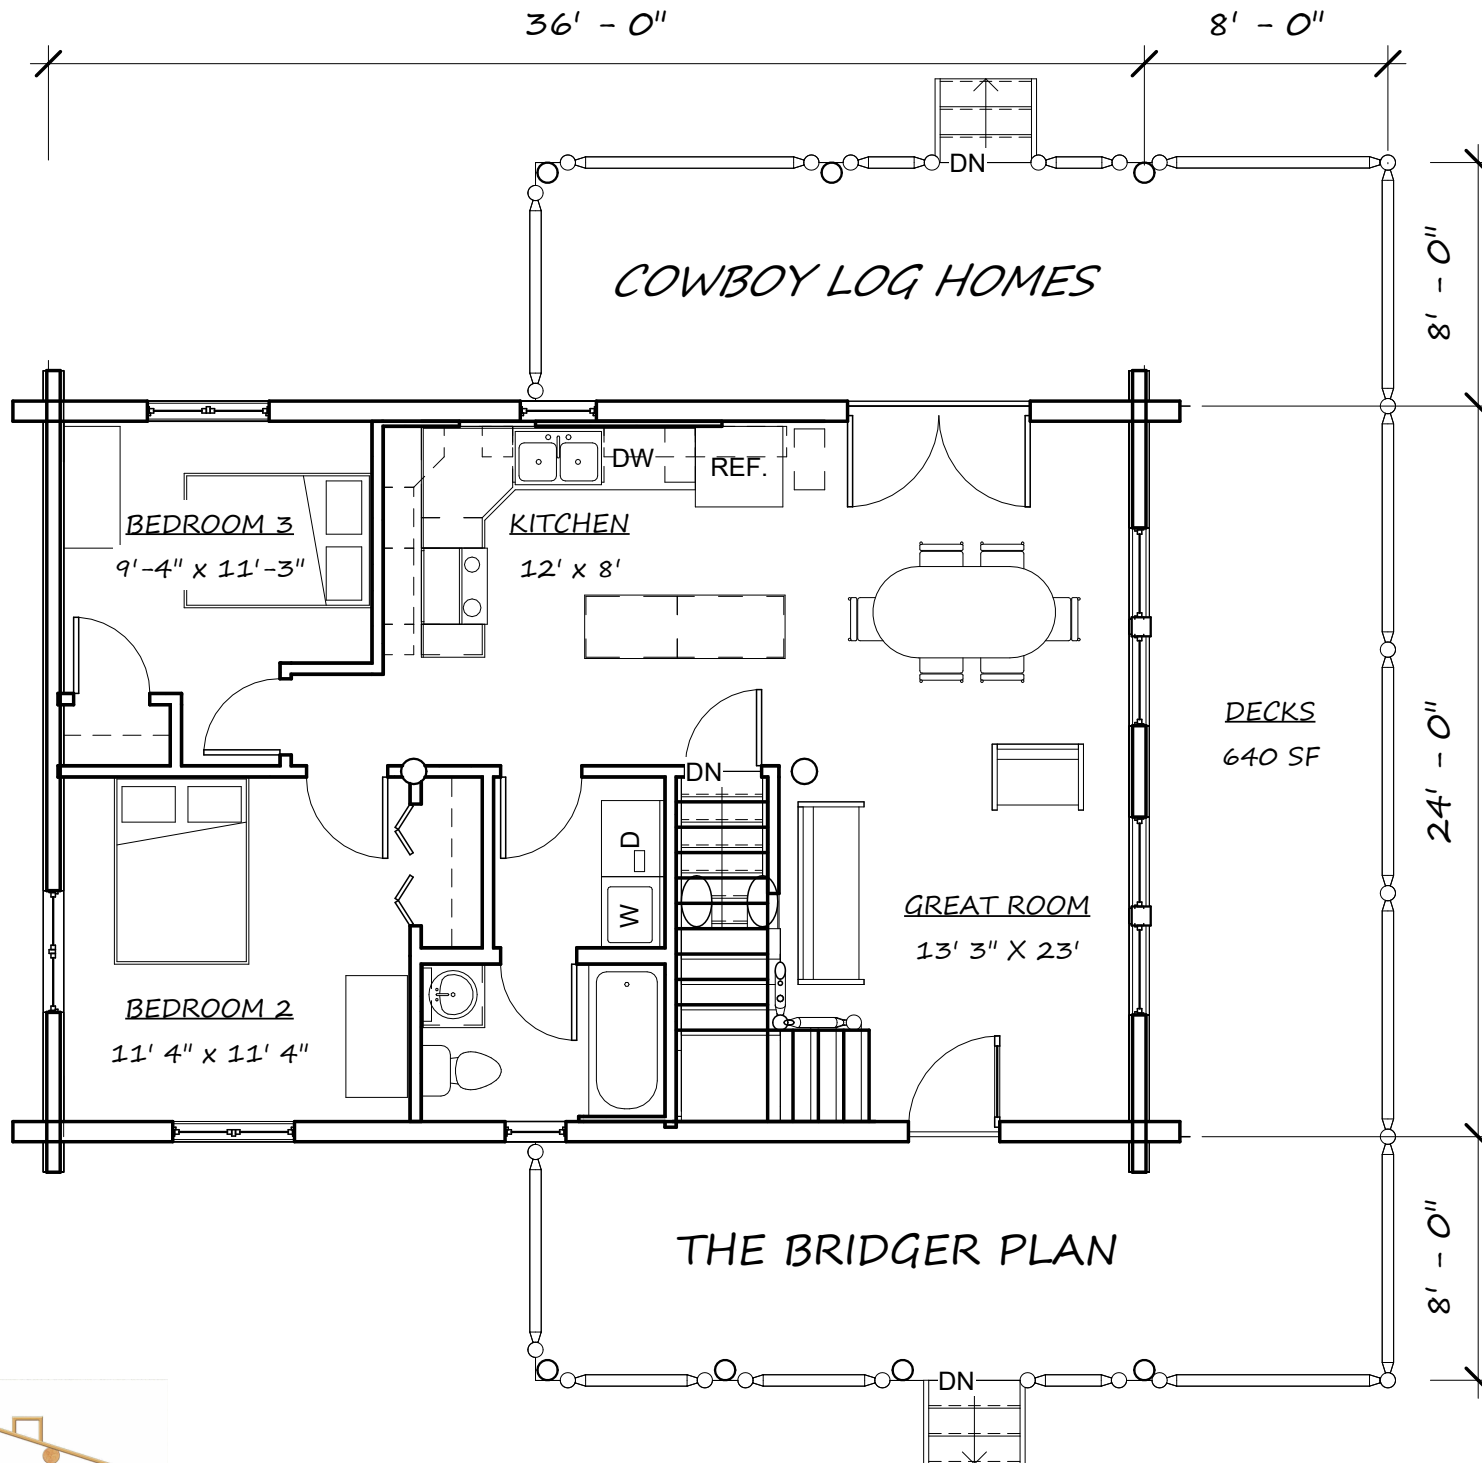 36' - 0"
8' - 0"
DN
COWBOY LOG HOMES
8' - 0"
DW
REF.
BEDROOM 3
9'-4" x 11'-3"
KITCHEN
12' x 8'
DECKS
640 SF
24' - 0"
DN
D
W
GREAT ROOM
13' 3" X 23'
BEDROOM 2
11' 4" x 11' 4"
THE BRIDGER PLAN
8' - 0"
DN